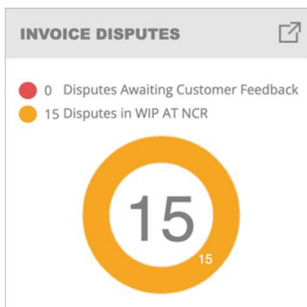 INVOICE DISPUTES
0 Disputes Awaiting Customer Feedback
15 Disputes in WIP AT NCR
15
15